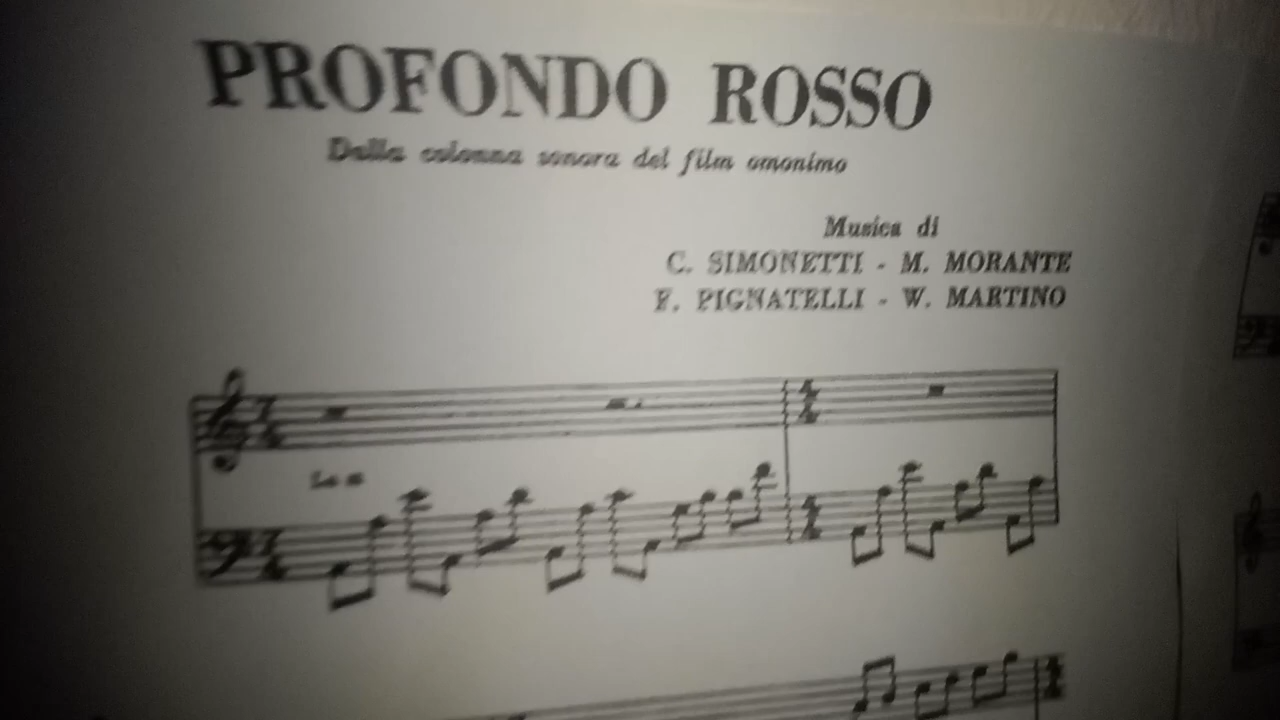 PROFONDO ROSSO
Dalla colonna sonora del film omonimo
Musica di
C. SIMONETTI - M. MORANTE
F. PIGNATELLI - W. MARTINO